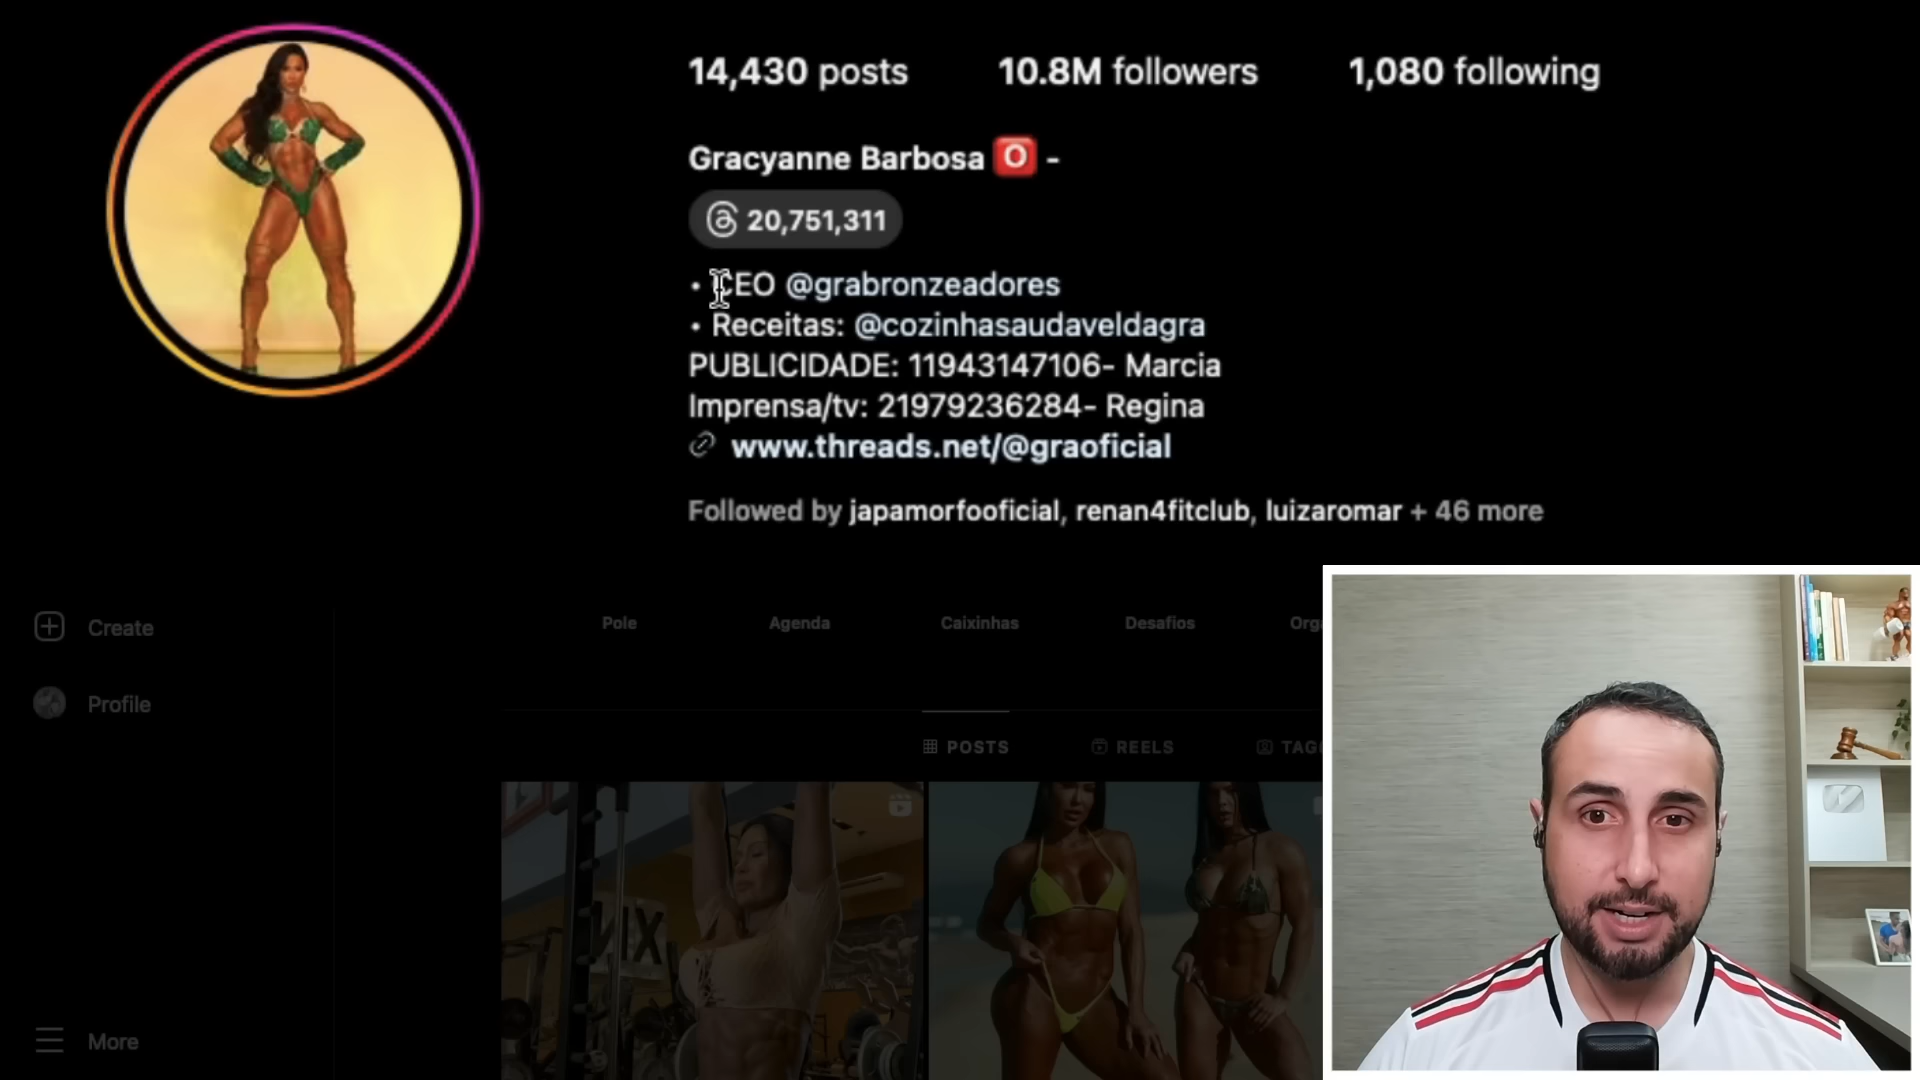 14,430 posts 10.8M followers 1,080 following
Gracyanne Barbosa 🅾️ -
20,751,311
• CEO @grabronzeadores
• Receitas: @cozinhasaudaveldagra
PUBLICIDADE: 11943147106- Marcia
Imprensa/tv: 21979236284- Regina
www.threads.net/@graoficial
Followed by japamorfooficial, renan4fitclub, luizaromar + 46 more
Create
Pole Agenda Caixinhas Desafios
Profile
POSTS REELS
More